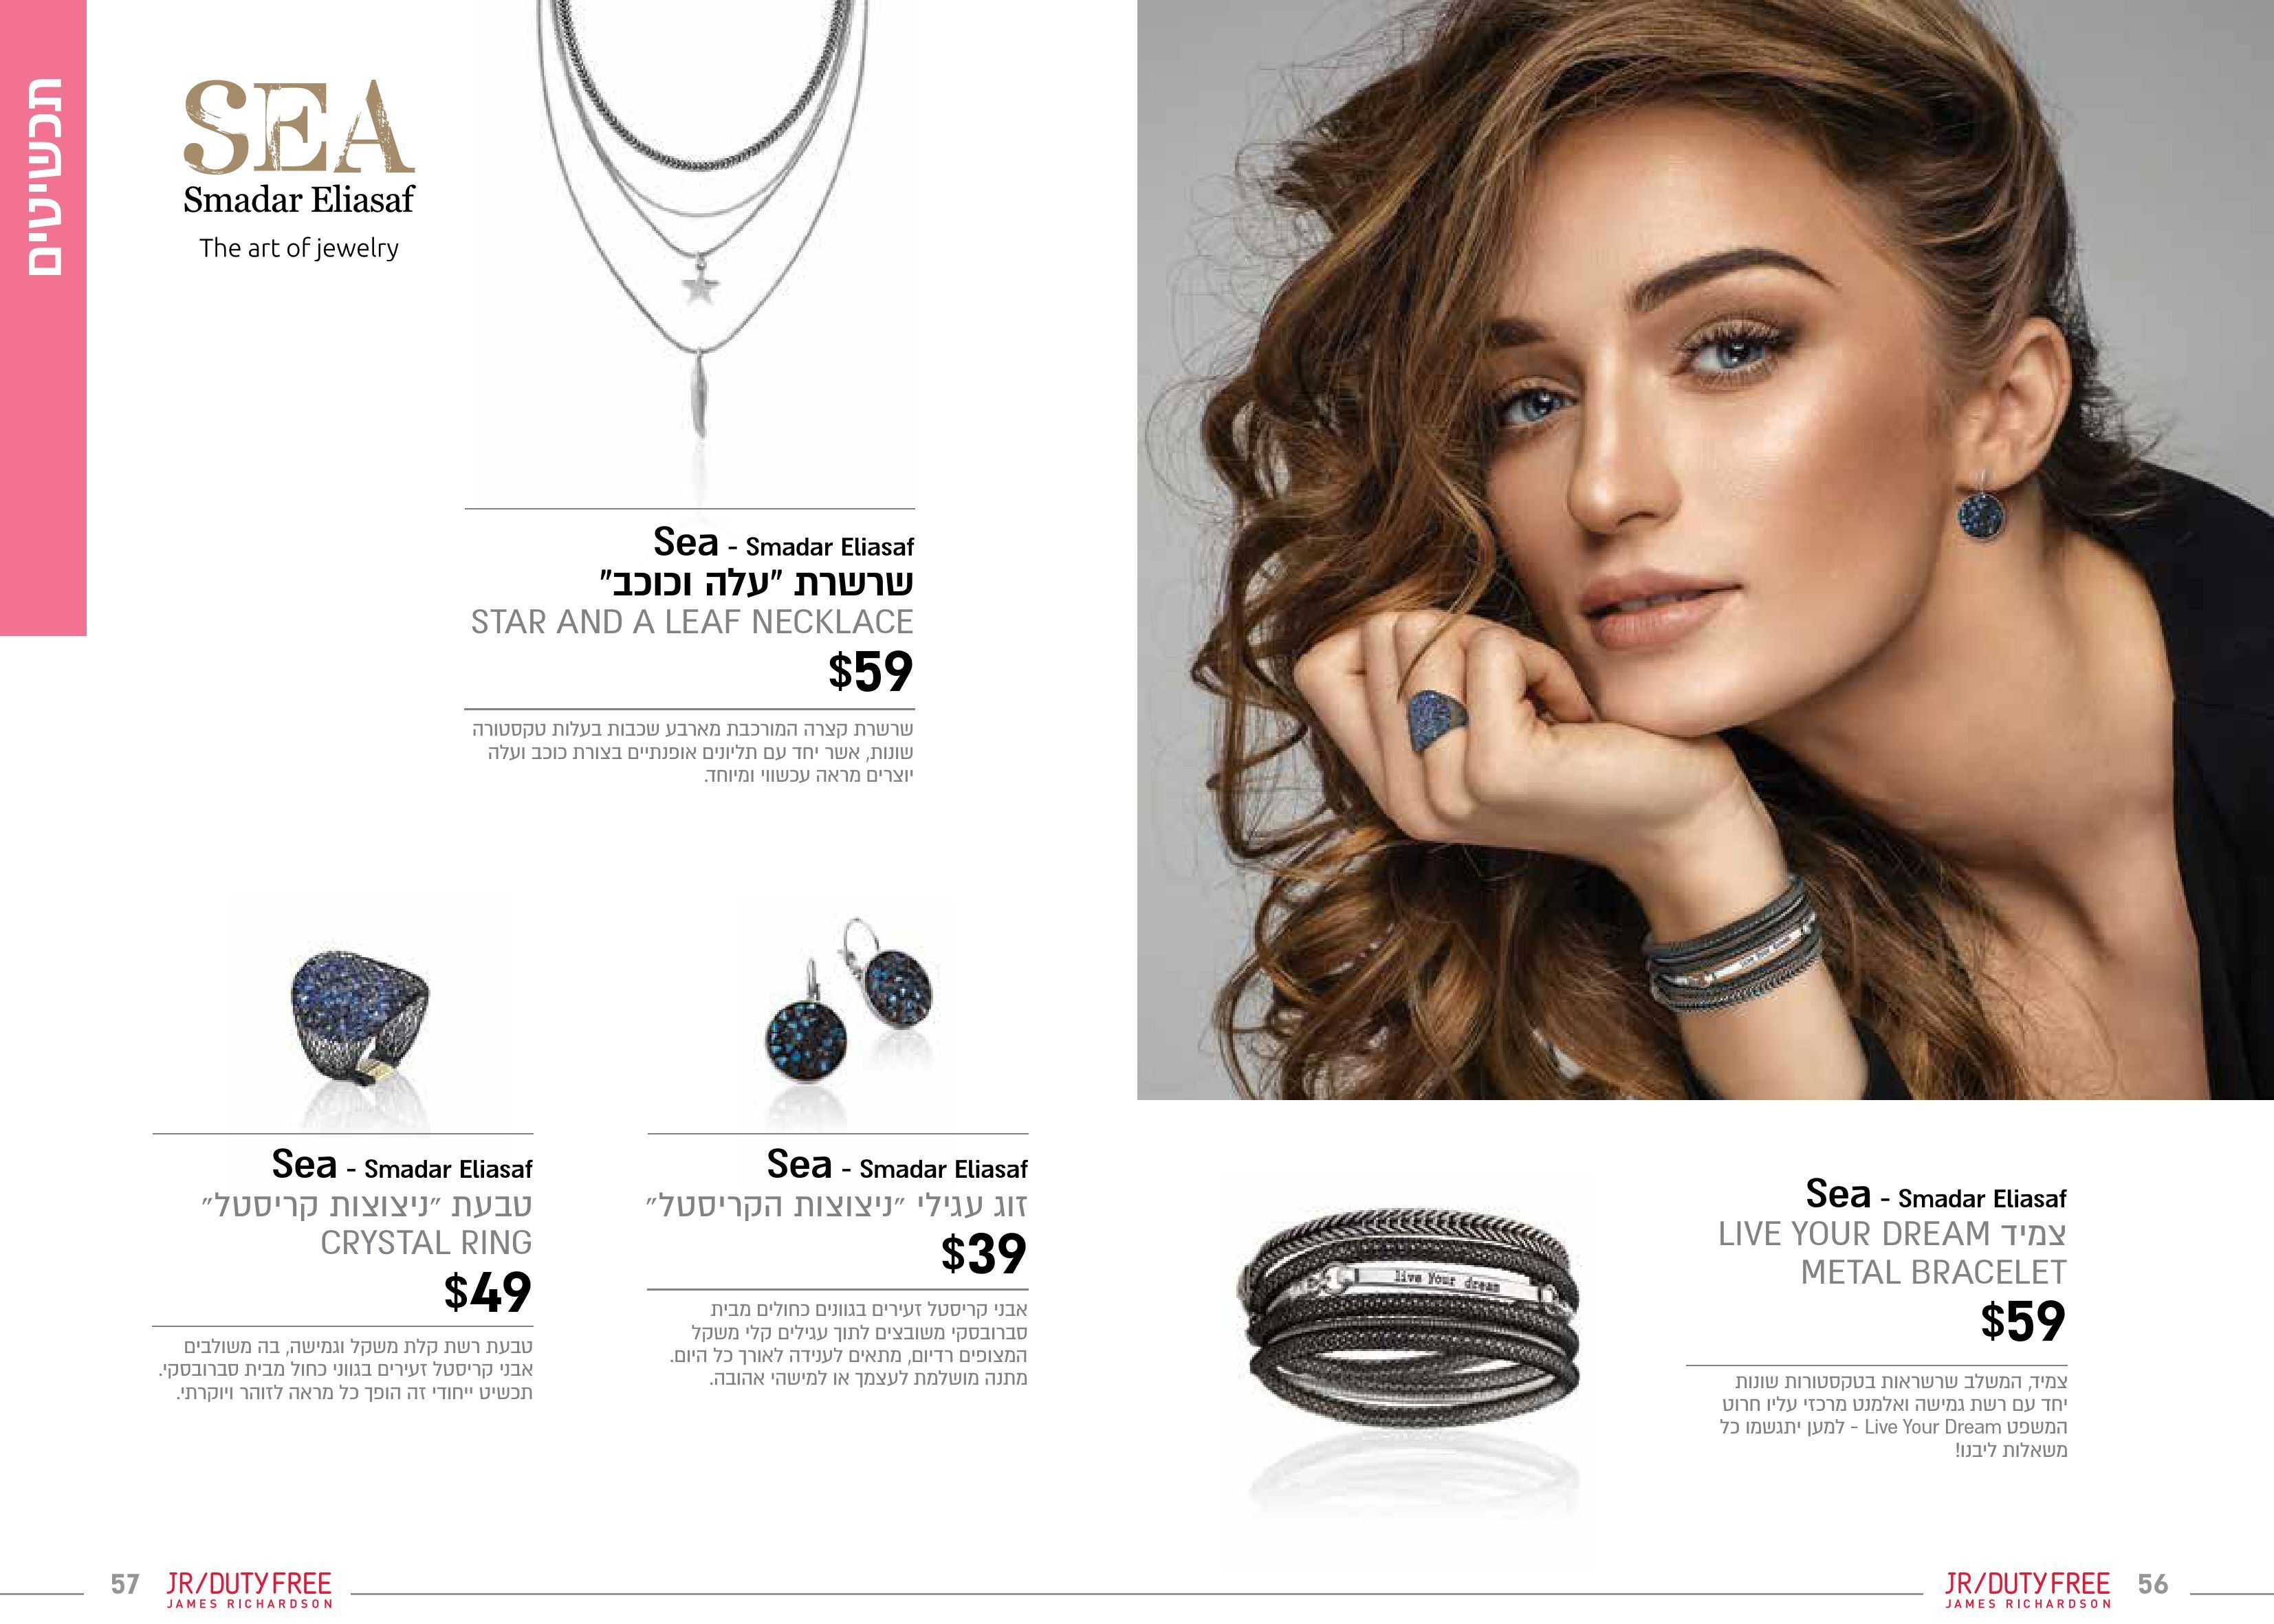 תכשיטים
SEA
Smadar Eliasaf
The art of jewelry
Sea - Smadar Eliasaf
שרשרת "עלה וכוכב"
STAR AND A LEAF NECKLACE
$59
שרשרת קצרה המורכבת מארבע שכבות בעלות טקסטורה
שונות, אשר יחד עם תליונים אופנתיים בצורת כוכב ועלה
יוצרים מראה עכשווי ומיוחד.
Sea - Smadar Eliasaf
צמיד LIVE YOUR DREAM
METAL BRACELET
$59
צמיד, המשלב שרשראות בטקסטורות שונות
יחד עם רשת גמישה ואלמנט מרכזי עליו חרוט
המשפט Live Your Dream - למען יתגשמו כל
משאלות ליבנו!
live Your dream
Sea - Smadar Eliasaf
זוג עגילי "ניצוצות הקריסטל"
$39
אבני קריסטל זעירים בגוונים כחולים מבית
סברובסקי משובצים לתוך עגילים קלי משקל
המצופים רדיום, מתאים לענידה לאורך כל היום.
מתנה מושלמת לעצמך או למישהי אהובה.
Sea - Smadar Eliasaf
טבעת "ניצוצות קריסטל"
CRYSTAL RING
$49
טבעת רשת קלת משקל וגמישה, בה משולבים
אבני קריסטל זעירים בגווני כחול מבית סברובסקי.
תכשיט ייחודי זה הופך כל מראה לזוהר ויוקרתי.
56
JR/DUTY FREE
JAMES RICHARDSON
57
JR/DUTY FREE
JAMES RICHARDSON